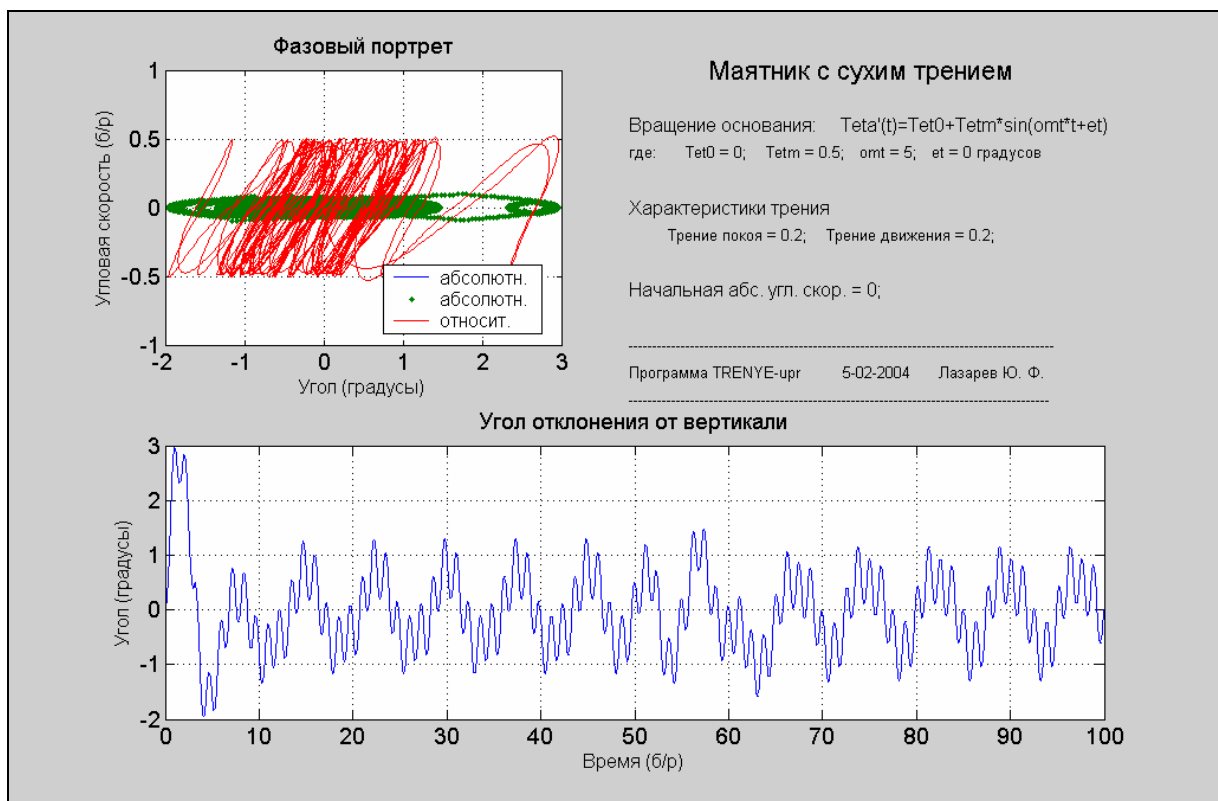 Фазовый портрет
1
0.5
0
-0.5
-1
Угловая скорость (б/р)
абсолютн.
абсолютн.
относит.
-2 -1 0 1 2 3
Угол (градусы)
Маятник с сухим трением
Вращение основания: Teta'(t)=Tet0+Tetm*sin(omt*t+et)
где: Tet0 = 0; Tetm = 0.5; omt = 5; et = 0 градусов
Характеристики трения
Трение покоя = 0.2; Трение движения = 0.2;
Начальная абс. угл. скор. = 0;
------------------------------------------------------------
Программа TRENYE-upr 5-02-2004 Лазарев Ю. Ф.
------------------------------------------------------------
Угол отклонения от вертикали
3
2
1
0
-1
-2
Угол (градусы)
0 10 20 30 40 50 60 70 80 90 100
Время (б/р)